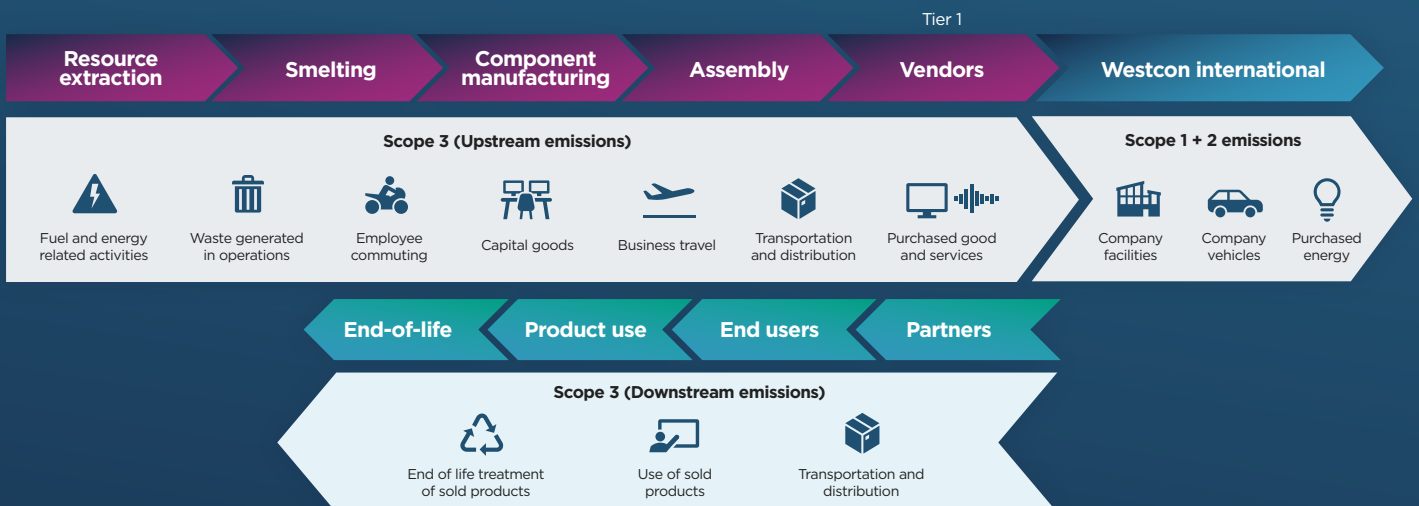 Tier 1
Resource
extraction
Smelting
Component
manufacturing
Assembly
Vendors
Westcon international
Scope 3 (Upstream emissions)
Fuel and energy
related activities
Waste generated
in operations
Employee
commuting
Capital goods
Business travel
Transportation
and distribution
Purchased good
and services
Scope 1 + 2 emissions
Company
facilities
Company
vehicles
Purchased
energy
End-of-life
Product use
End users
Partners
Scope 3 (Downstream emissions)
End of life treatment
of sold products
Use of sold
products
Transportation and
distribution